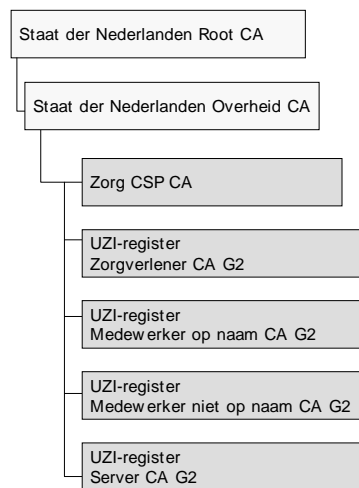 Staat der Nederlanden Root CA
Staat der Nederlanden Overheid CA
Zorg CSP CA
UZI-register
Zorgverlener CA G2
UZI-register
Medewerker op naam CA G2
UZI-register
Medewerker niet op naam CA G2
UZI-register
Server CA G2